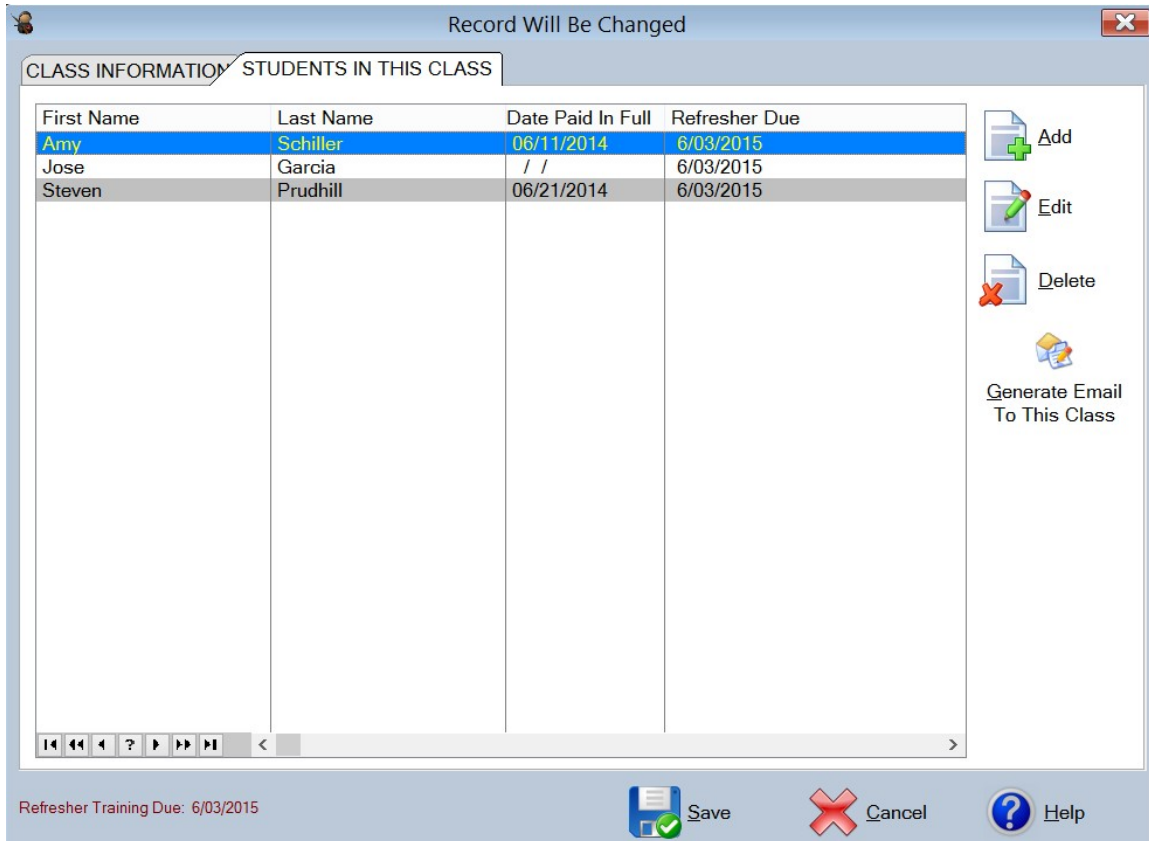 Record Will Be Changed
CLASS INFORMATION STUDENTS IN THIS CLASS
First Name Last Name Date Paid In Full Refresher Due
Amy Schiller 06/11/2014 6/03/2015
Jose Garcia / / 6/03/2015
Steven Prudhill 06/21/2014 6/03/2015
Add
Edit
Delete
Generate Email
To This Class
?
Refresher Training Due: 6/03/2015
Save Cancel ? Help